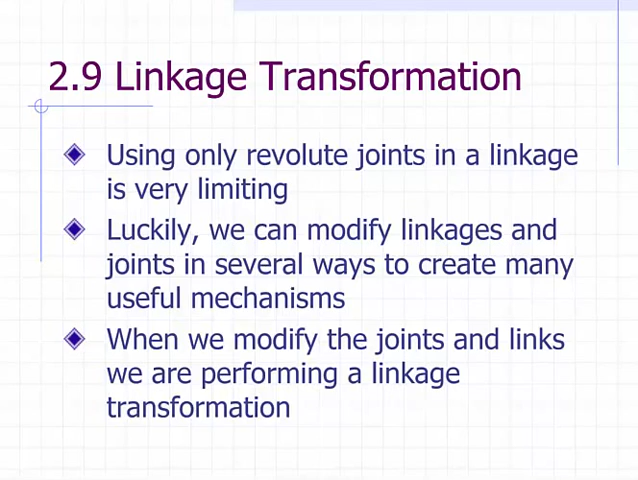 2.9 Linkage Transformation
Using only revolute joints in a linkage
is very limiting
Luckily, we can modify linkages and
joints in several ways to create many
useful mechanisms
When we modify the joints and links
we are performing a linkage
transformation